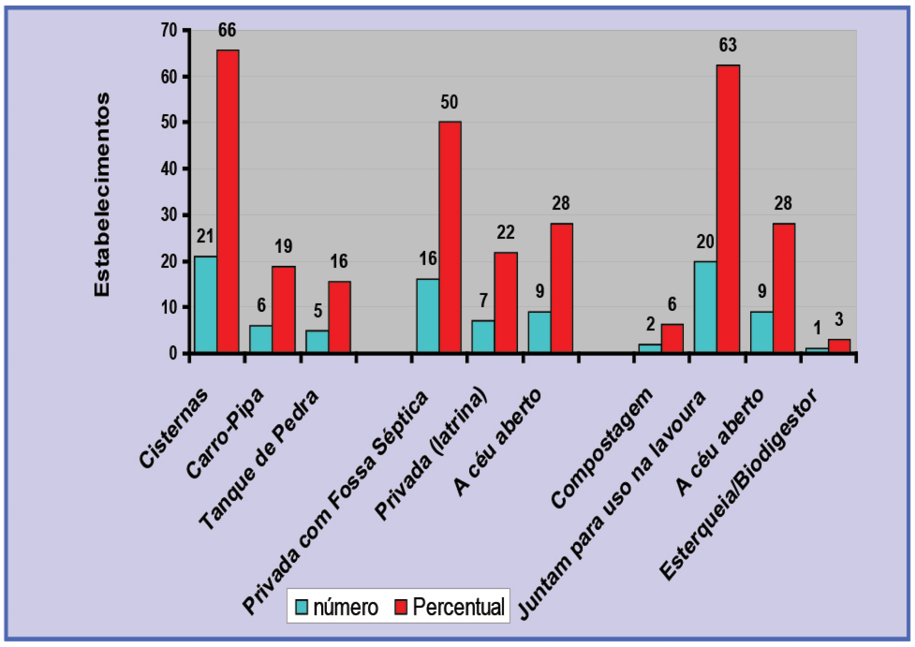 Estabelecimentos
70
60
50
40
30
20
10
0
21
66
6
19
5
16
16
50
7
22
9
28
2
6
20
63
9
28
1
3
Cisternas
Carro-Pipa
Tanque de Pedra
Privada com Fossa Séptica
Privada (latrina)
A céu aberto
Compostagem
Juntam para uso na lavoura
A céu aberto
Esterqueia/Biodigestor
número
Percentual